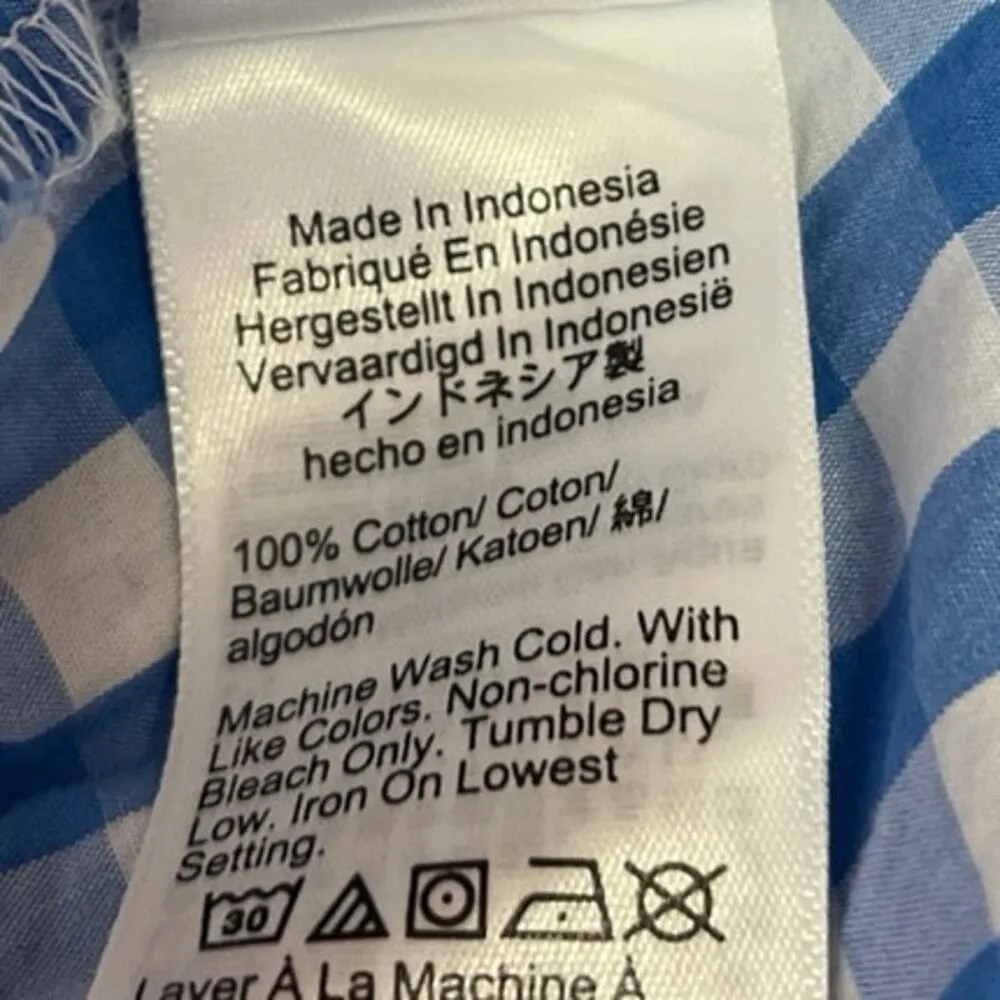 Made In Indonesia
Fabriqué En Indonésie
Hergestellt In Indonesien
Vervaardigd In Indonesië
インドネシア製
hecho en indonesia
100% Cotton/ Coton/
Baumwolle/ Katoen/ 綿/
algodón
Machine Wash Cold. With
Like Colors. Non-chlorine
Bleach Only. Tumble Dry
Low. Iron On Lowest
Setting.
30
Laver À La Machine À